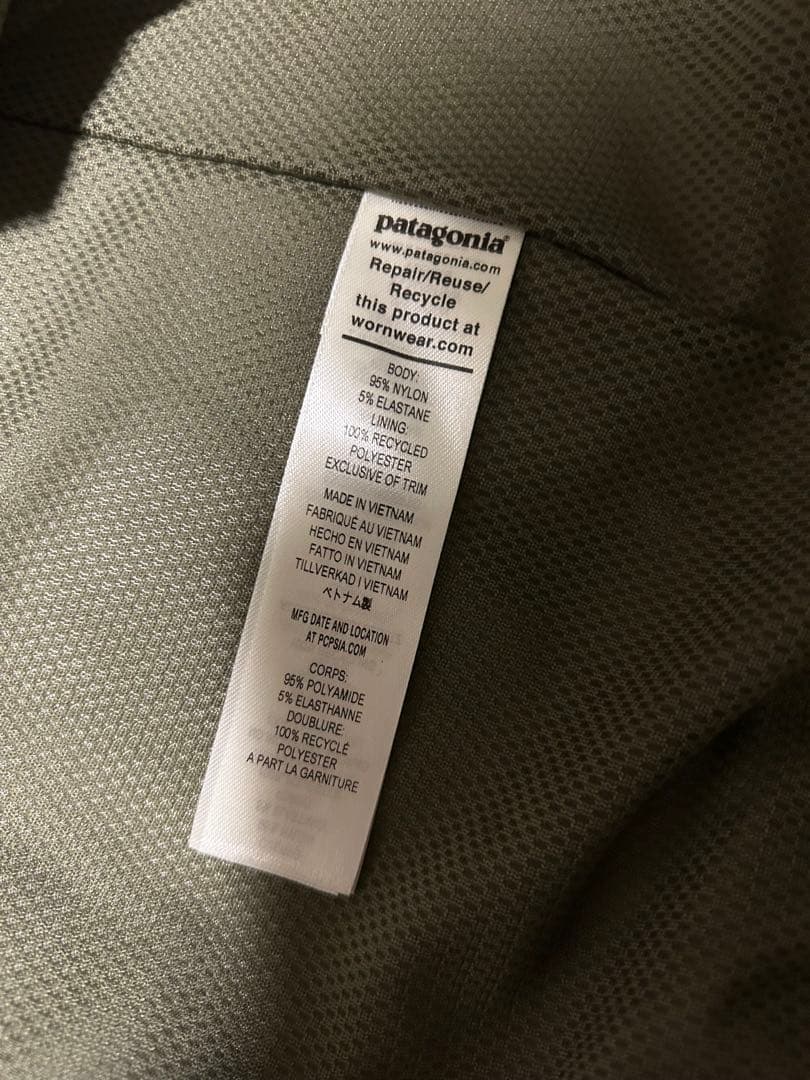 patagonia®
www.patagonia.com
Repair/Reuse/
Recycle
this product at
wornwear.com
BODY:
95% NYLON
5% ELASTANE
LINING:
100% RECYCLED
POLYESTER
EXCLUSIVE OF TRIM
MADE IN VIETNAM
FABRIQUÉ AU VIETNAM
HECHO EN VIETNAM
FATTO IN VIETNAM
TILLVERKAD I VIETNAM
ベトナム製
MFG DATE AND LOCATION
AT PCPSIA.COM
CORPS:
95% POLYAMIDE
5% ELASTHANNE
DOUBLURE:
100% RECYCLÉ
POLYESTER
A PART LA GARNITURE